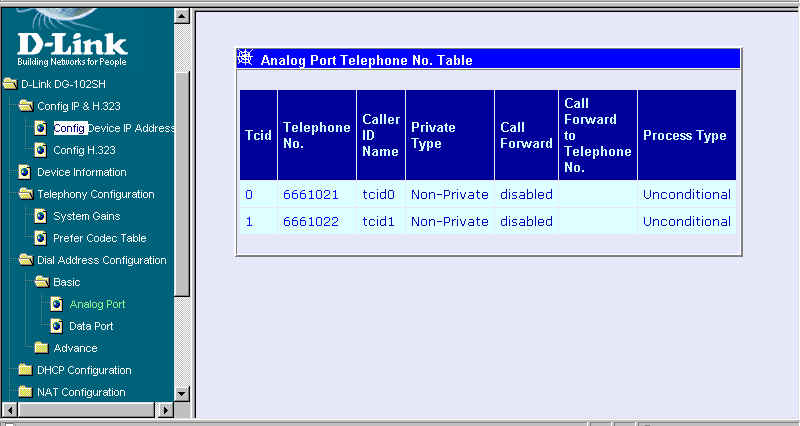 D-Link
Building Networks for People
D-Link DG-102SH
Config IP & H.323
Config Device IP Address
Config H.323
Device Information
Telephony Configuration
System Gains
Prefer Codec Table
Dial Address Configuration
Basic
Analog Port
Data Port
Advance
DHCP Configuration
NAT Configuration
Analog Port Telephone No. Table
Tcid Telephone No. Caller ID Name Private Type Call Forward Call Forward to Telephone No. Process Type
0 6661021 tcid0 Non-Private disabled Unconditional
1 6661022 tcid1 Non-Private disabled Unconditional